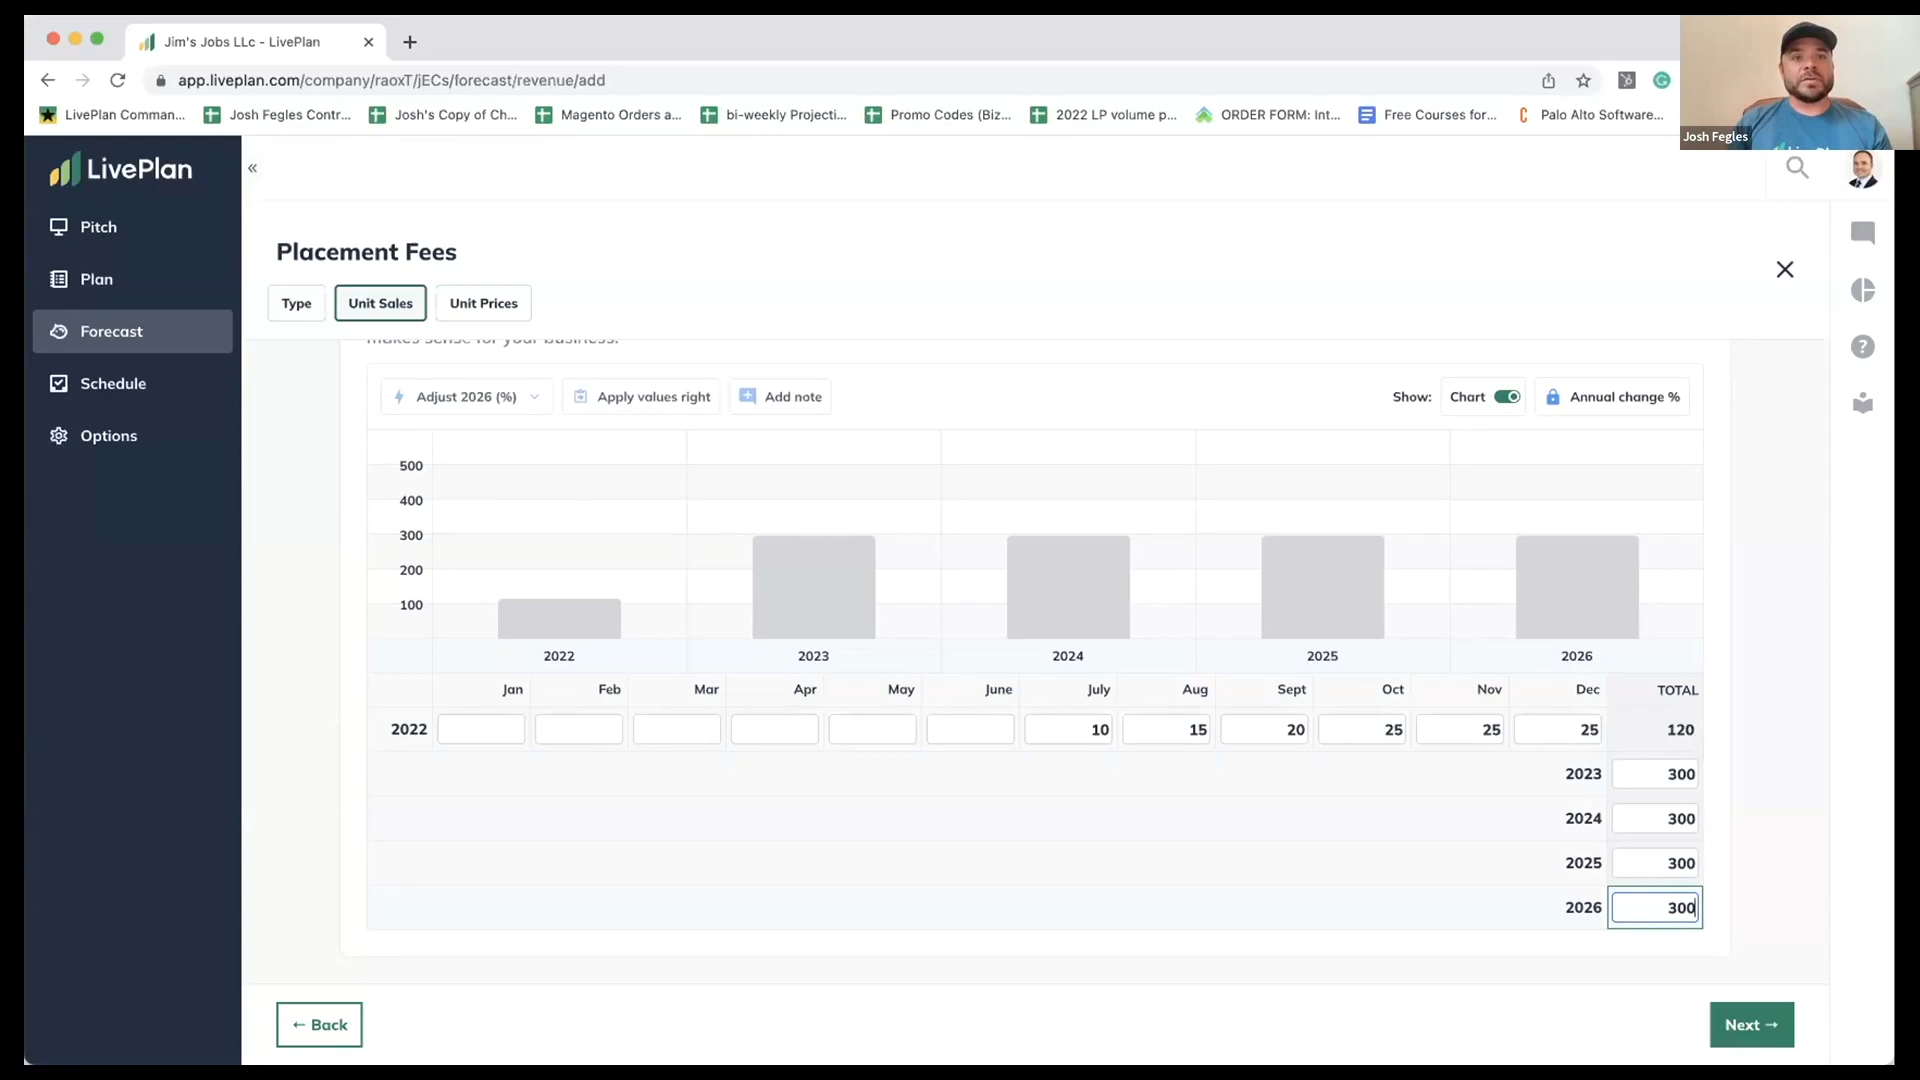 Jim's Jobs LLc - LivePlan
app.liveplan.com/company/raoxT/jECs/forecast/revenue/add
LivePlan Comman... Josh Fegles Contr... Josh's Copy of Ch... Magento Orders a... bi-weekly Projecti... Promo Codes (Biz... 2022 LP volume p... ORDER FORM: Int... Free Courses for... Palo Alto Software...
Josh Fegles
LivePlan
Pitch
Plan
Forecast
Schedule
Options
Placement Fees
Type Unit Sales Unit Prices
makes sense for your business.
Adjust 2026 (%) Apply values right Add note Show: Chart Annual change %
500
400
300
200
100
2022 2023 2024 2025 2026
Jan Feb Mar Apr May June July Aug Sept Oct Nov Dec TOTAL
2022 10 15 20 25 25 25 120
2023 300
2024 300
2025 300
2026 300
← Back Next →